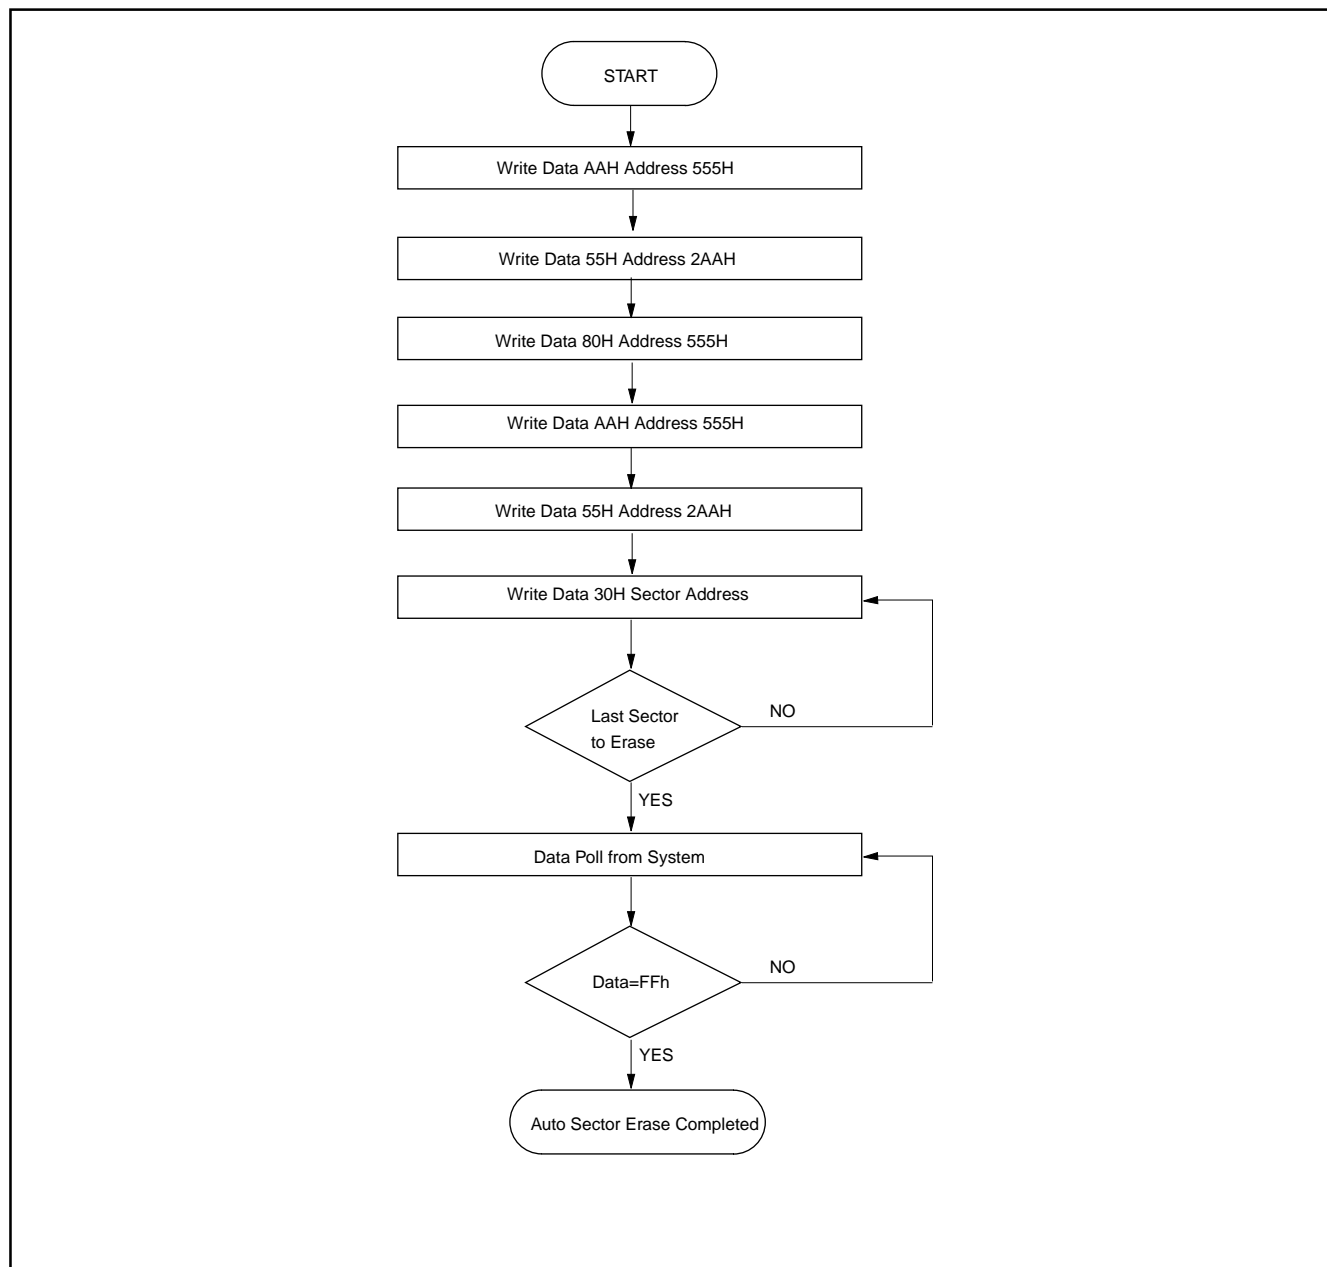 START
Write Data AAH Address 555H
Write Data 55H Address 2AAH
Write Data 80H Address 555H
Write Data AAH Address 555H
Write Data 55H Address 2AAH
Write Data 30H Sector Address
Last Sector
to Erase
NO
YES
Data Poll from System
Data=FFh
NO
YES
Auto Sector Erase Completed